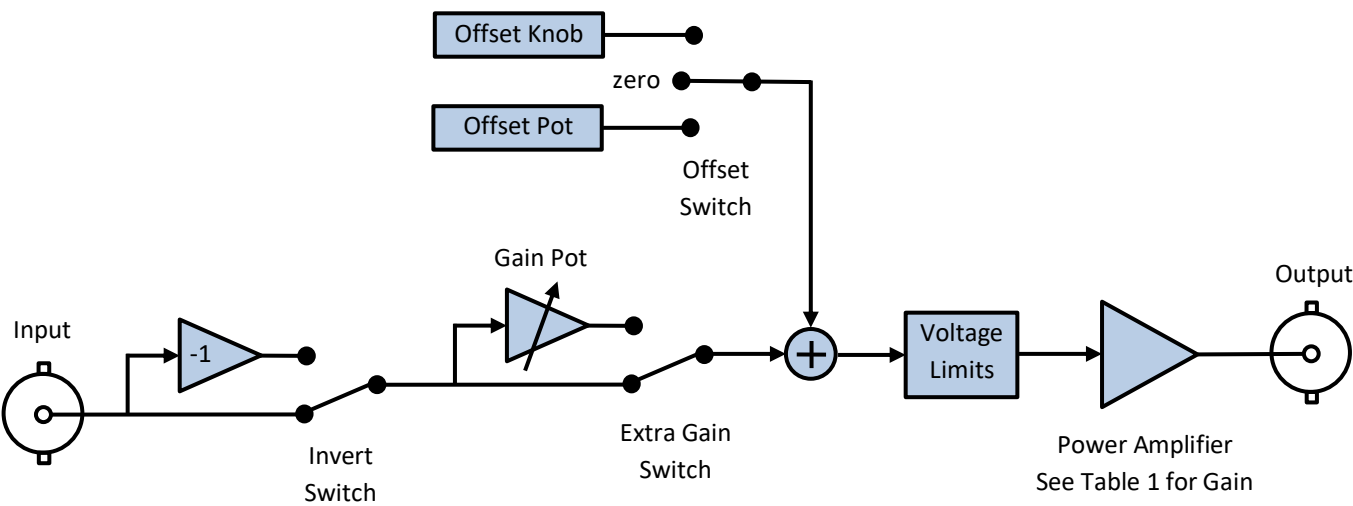 Offset Knob
zero
Offset Pot
Offset
Switch
Gain Pot
Output
Input
Voltage
Limits
-1
Extra Gain
Switch
Power Amplifier
See Table 1 for Gain
Invert
Switch